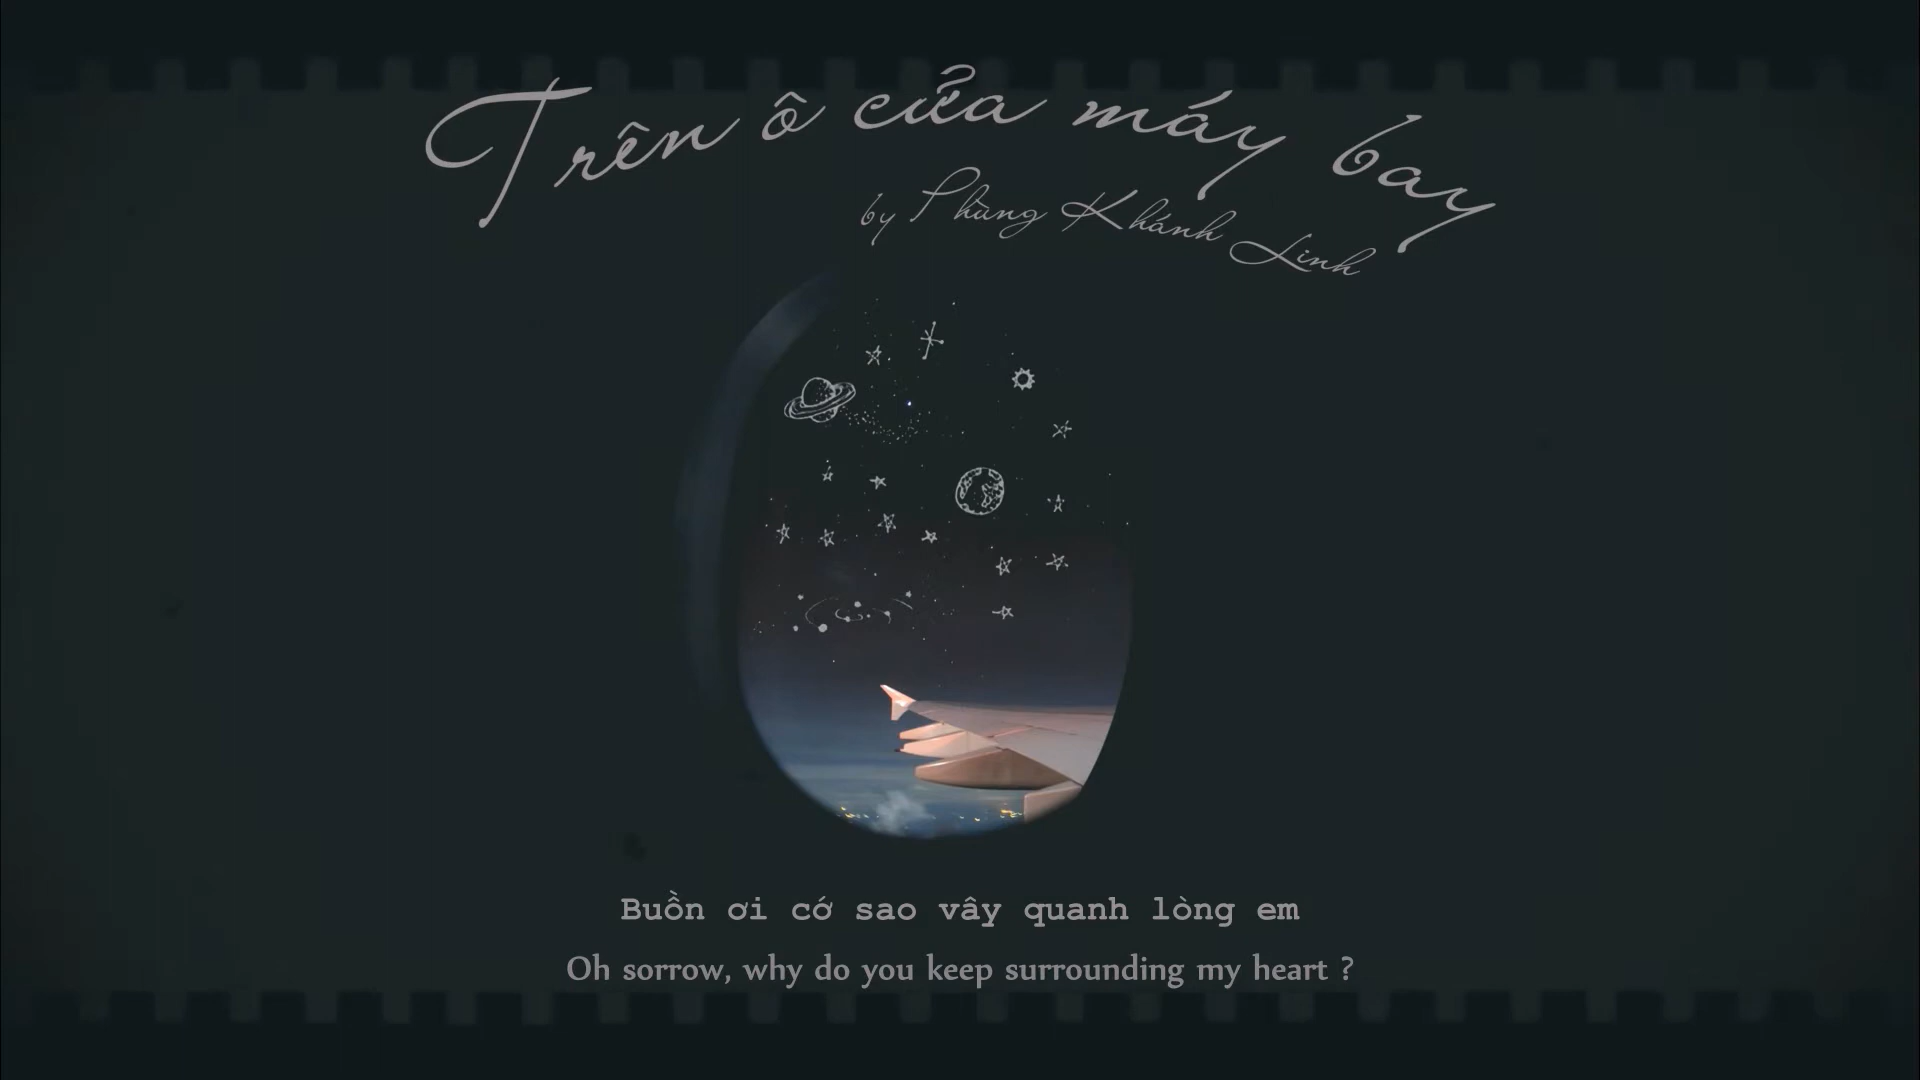 Trên ô cửa máy bay
by Phùng Khánh Linh
Buồn ơi cớ sao vây quanh lòng em
Oh sorrow, why do you keep surrounding my heart ?